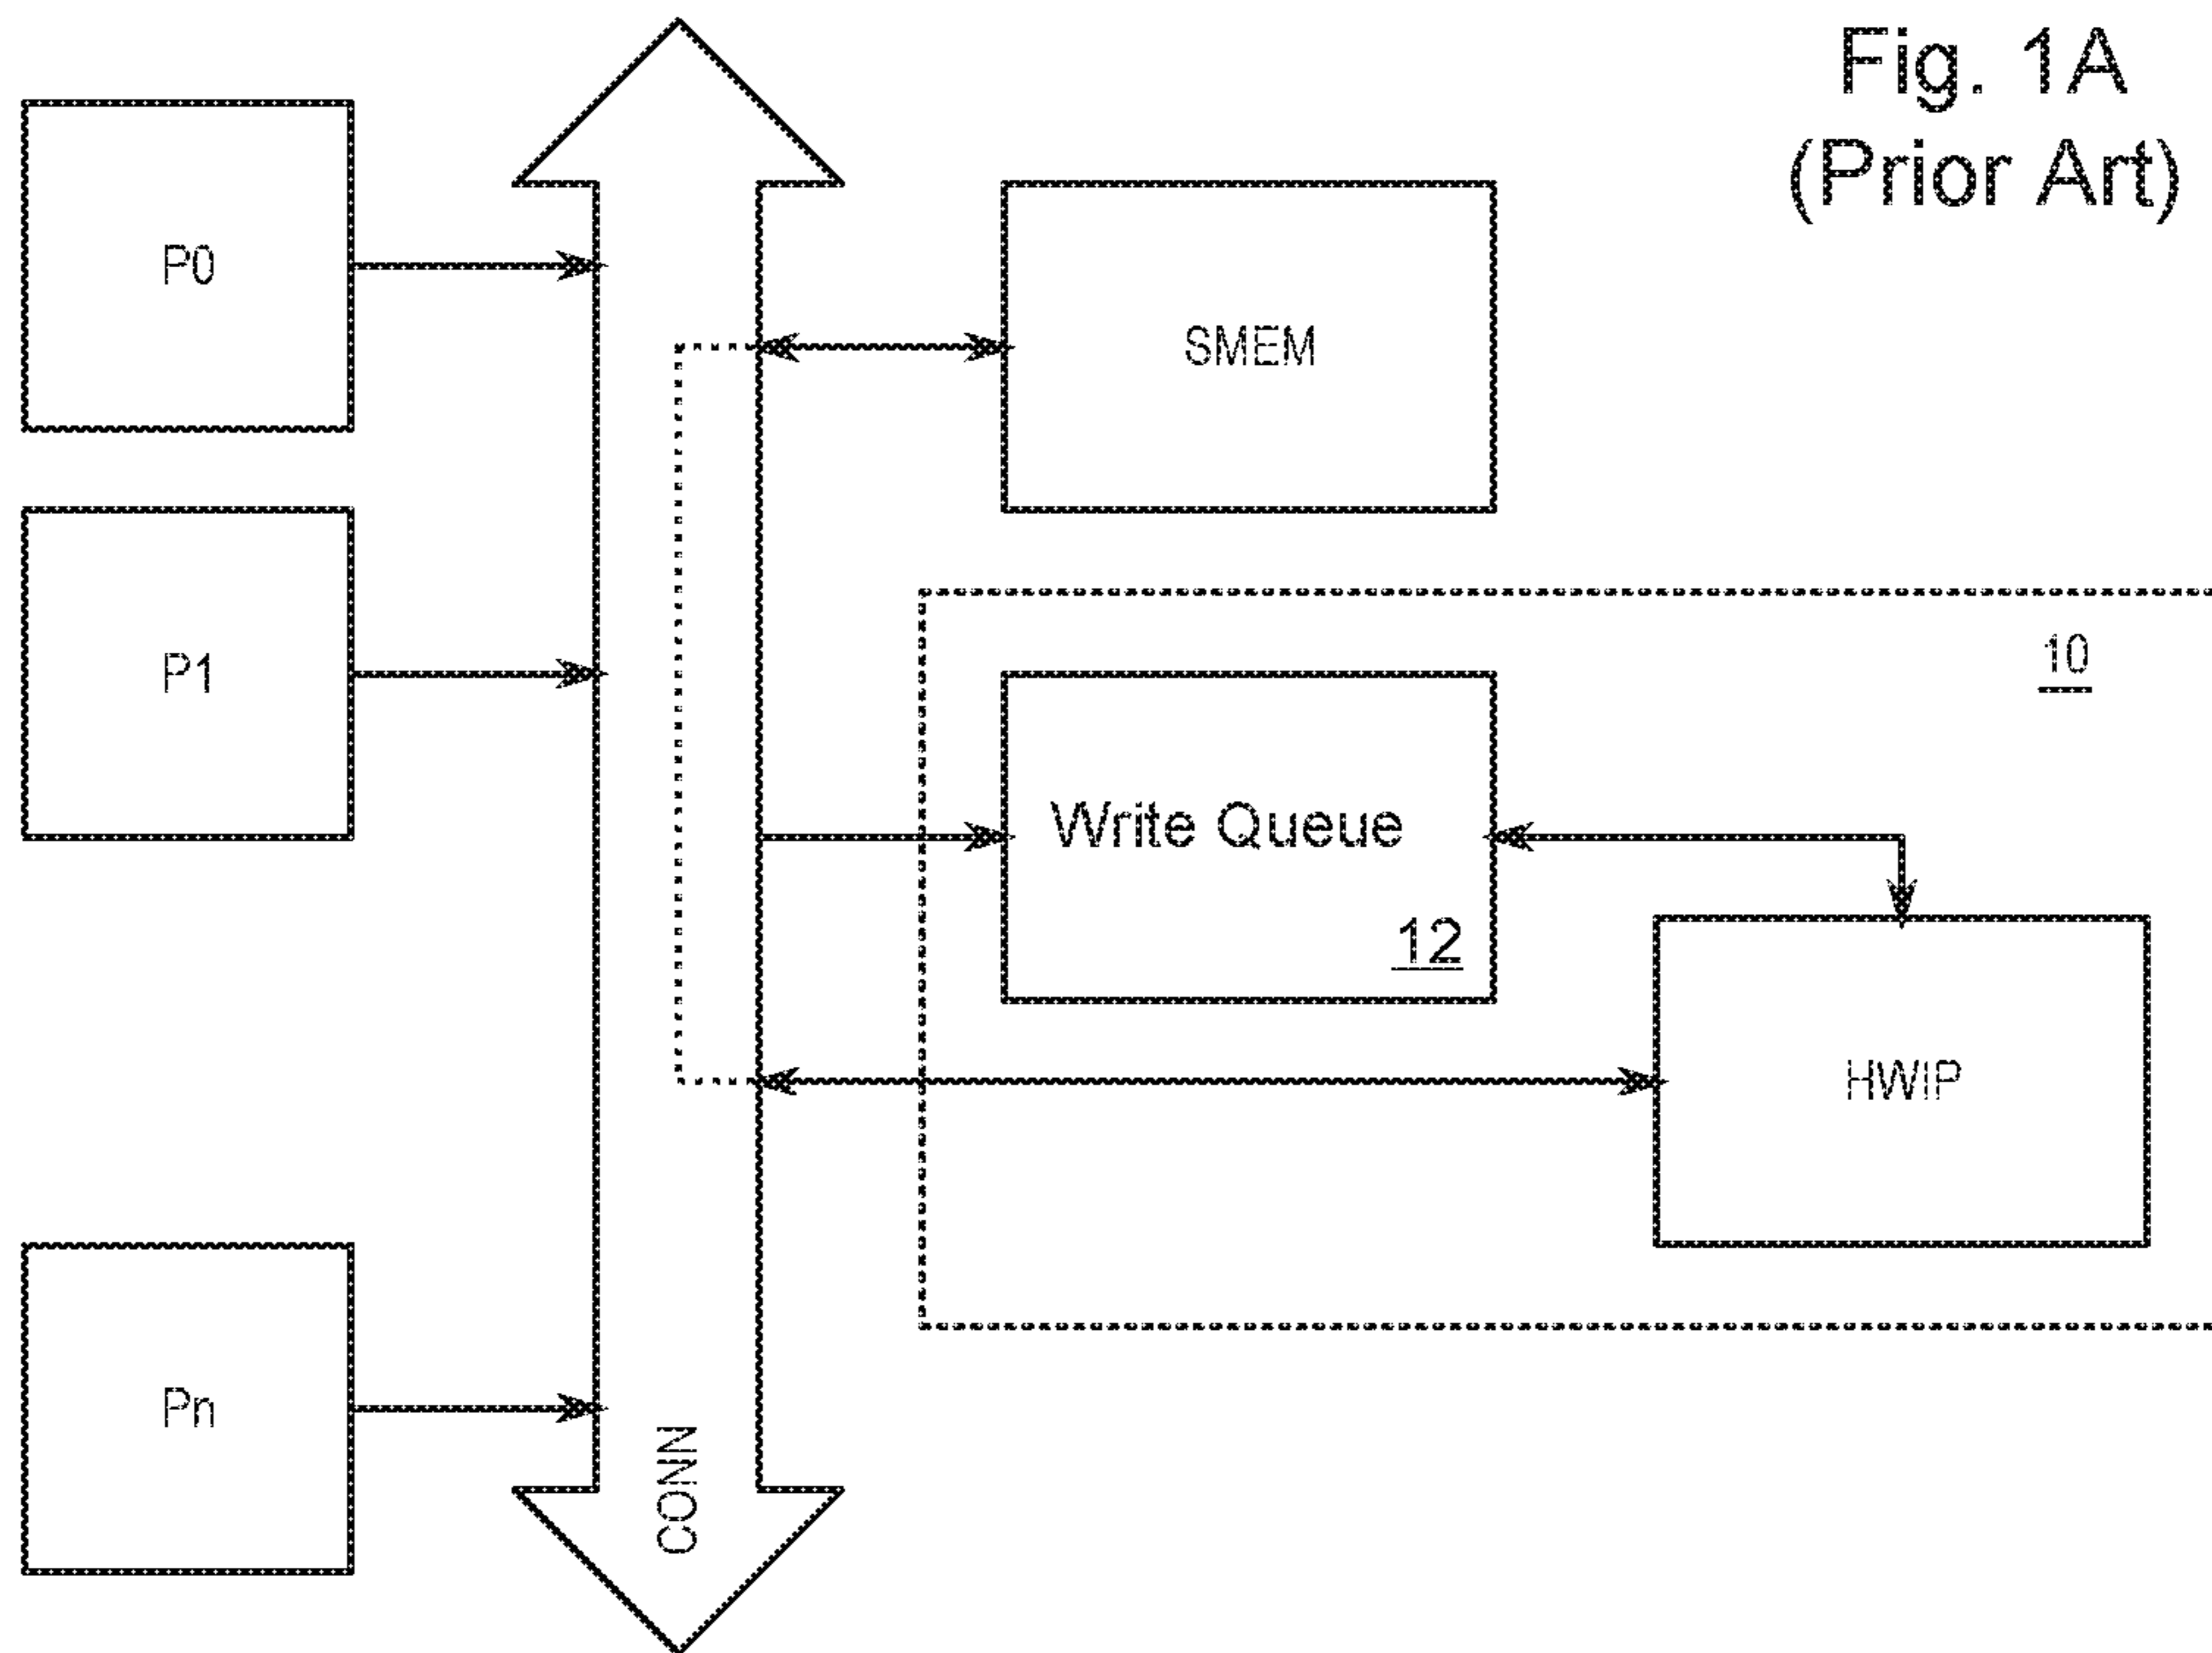 Fig. 1A
(Prior Art)
P0
SMEM
P1
10
Write Queue
12
HWIP
Pn
CONN